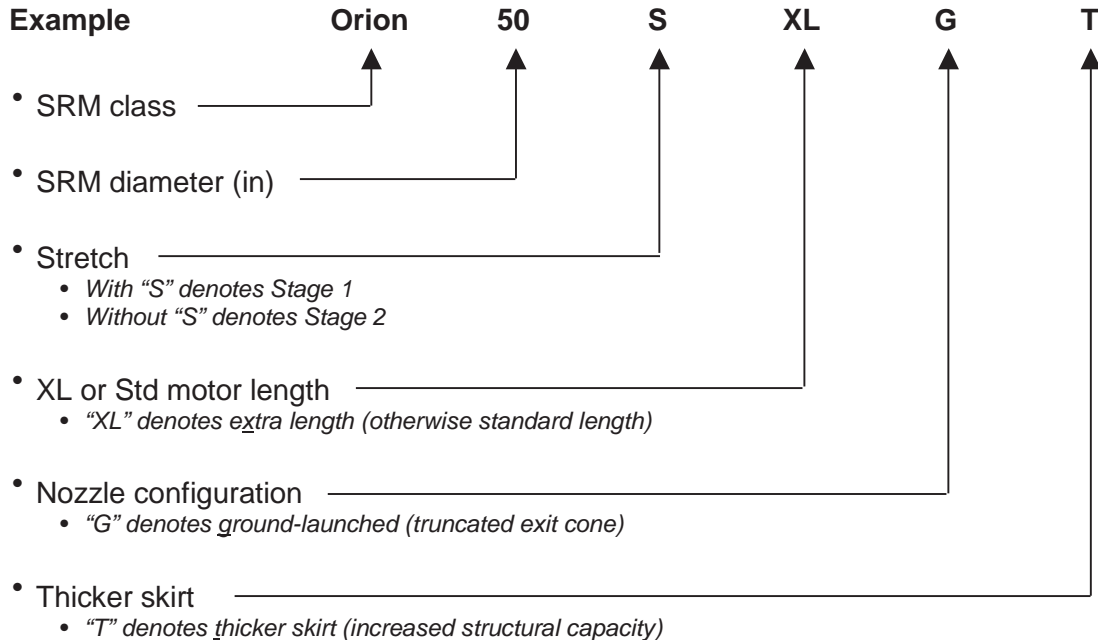 Example Orion 50 S XL G T
• SRM class
• SRM diameter (in)
• Stretch
• With “S” denotes Stage 1
• Without “S” denotes Stage 2
• XL or Std motor length
• “XL” denotes extra length (otherwise standard length)
• Nozzle configuration
• “G” denotes ground-launched (truncated exit cone)
• Thicker skirt
• “T” denotes thicker skirt (increased structural capacity)